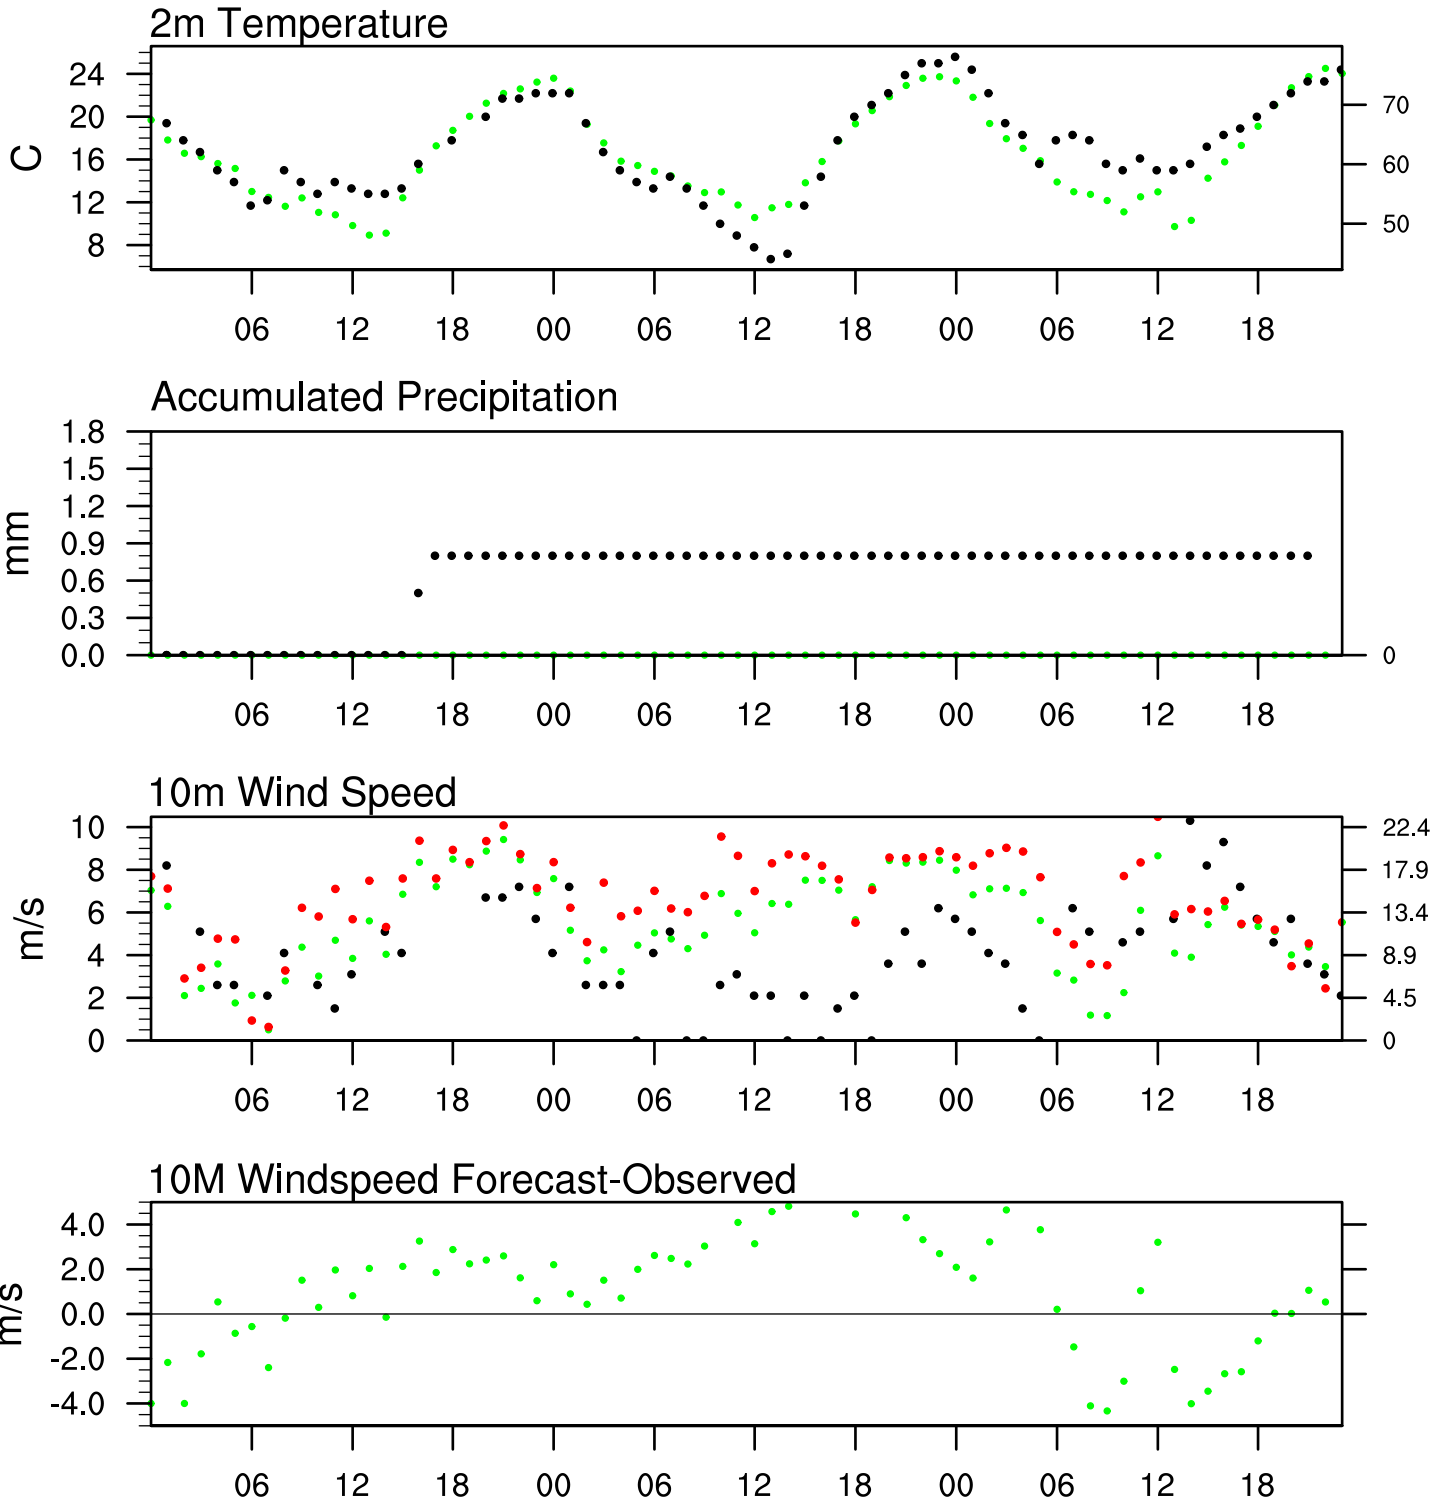 2m Temperature
24
20
16
12
8
C
70
60
50
06 12 18 00 06 12 18 00 06 12 18
Accumulated Precipitation
1.8
1.5
1.2
0.9
0.6
0.3
0.0
mm
0
06 12 18 00 06 12 18 00 06 12 18
10m Wind Speed
10
8
6
4
2
0
m/s
22.4
17.9
13.4
8.9
4.5
0
06 12 18 00 06 12 18 00 06 12 18
10M Windspeed Forecast-Observed
4.0
2.0
0.0
-2.0
-4.0
m/s
06 12 18 00 06 12 18 00 06 12 18